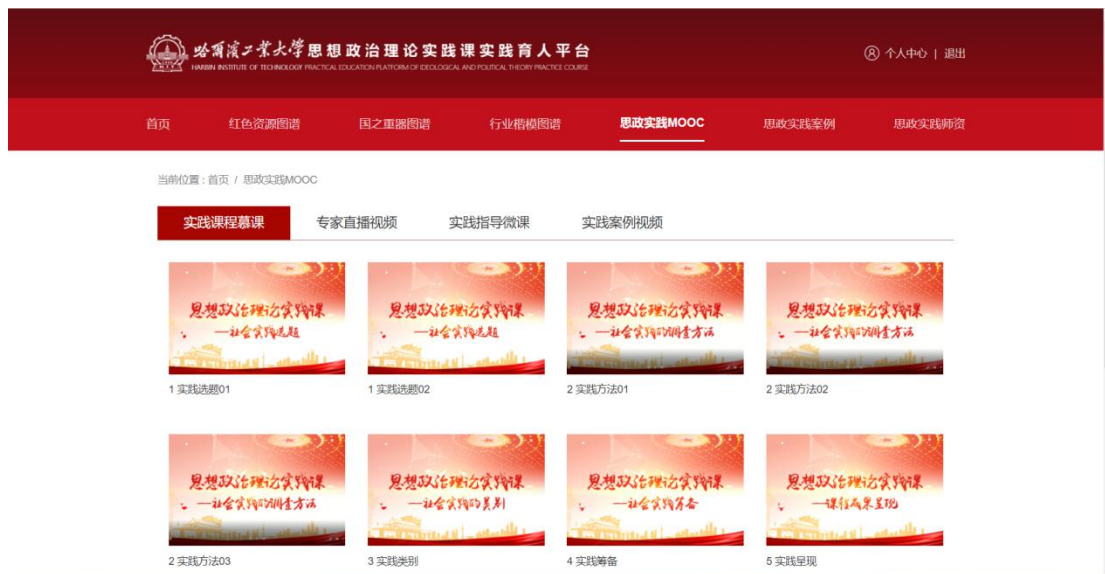 哈爾濱工業大学思想政治理论实践课实践育人平台
HARBIN INSTITUTE OF TECHNOLOGY PRACTICAL EDUCATION PLATFORM OF IDEOLOGICAL AND POLITICAL THEORY PRACTICE COURSE
个人中心 | 退出
首页 红色资源图谱 国之重器图谱 行业楷模图谱 思政实践MOOC 思政实践案例 思政实践师资
当前位置 : 首页 / 思政实践MOOC
实践课程慕课 专家直播视频 实践指导微课 实践案例视频
思想政治理论实践课
—社会实践选题
1 实践选题01
思想政治理论实践课
—社会实践选题
1 实践选题02
思想政治理论实践课
—社会实践的调查方法
2 实践方法01
思想政治理论实践课
—社会实践的调查方法
2 实践方法02
思想政治理论实践课
—社会实践的调查方法
2 实践方法03
思想政治理论实践课
—社会实践的类别
3 实践类别
思想政治理论实践课
—社会实践筹备
4 实践筹备
思想政治理论实践课
—课程成果呈现
5 实践呈现